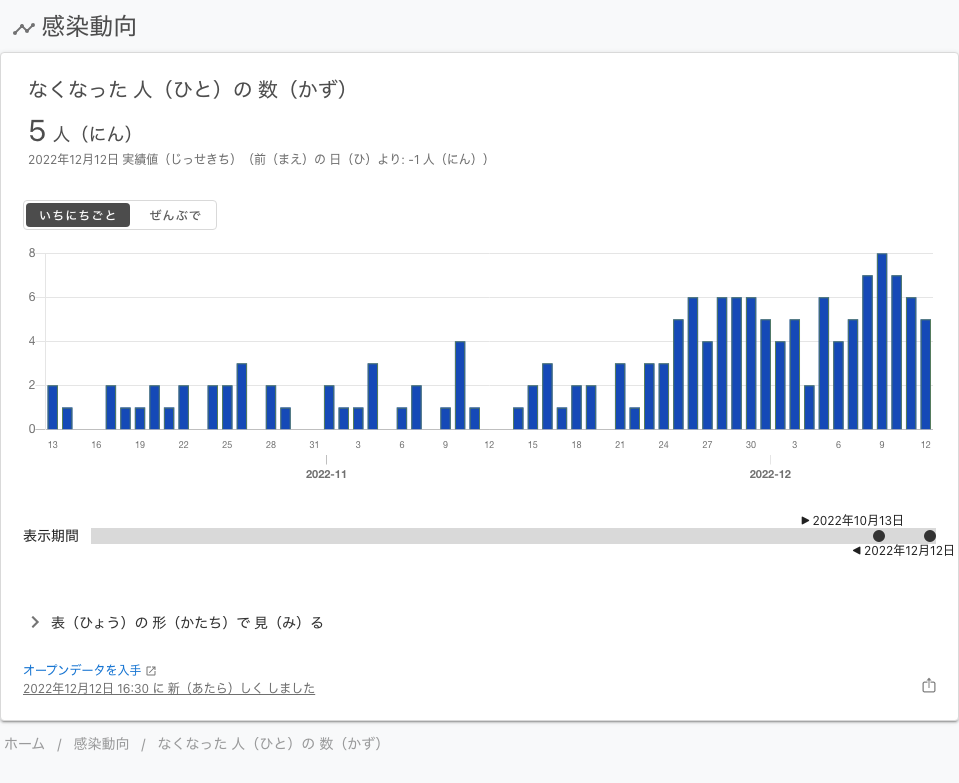 感染動向
なくなった 人（ひと）の 数（かず）
5 人（にん）
2022年12月12日 実績値（じっせきち）（前（まえ）の 日（ひ）より: -1 人（にん））
いちにちごと ぜんぶで
8
6
4
2
0
13 16 19 22 25 28 31 3 6 9 12 15 18 21 24 27 30 3 6 9 12
2022-11 2022-12
2022年10月13日
表示期間
2022年12月12日
表（ひょう）の 形（かたち）で 見（み）る
オープンデータを入手
2022年12月12日 16:30 に 新（あたら）しく しました
ホーム / 感染動向 / なくなった 人（ひと）の 数（かず）